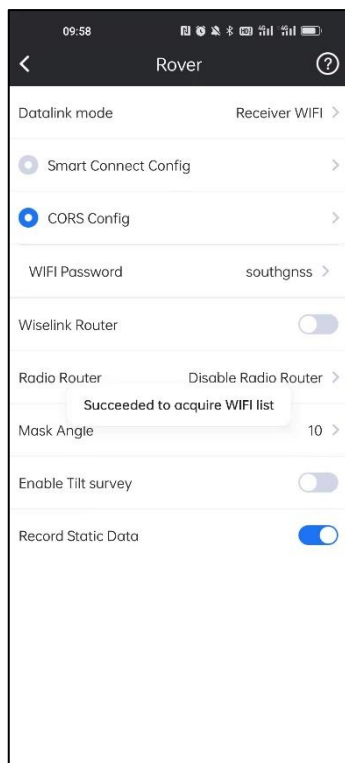 09:58
Rover
Datalink mode Receiver WIFI
Smart Connect Config
CORS Config
WIFI Password southgnss
Wiselink Router
Radio Router Disable Radio Router
Succeeded to acquire WIFI list
Mask Angle 10
Enable Tilt survey
Record Static Data